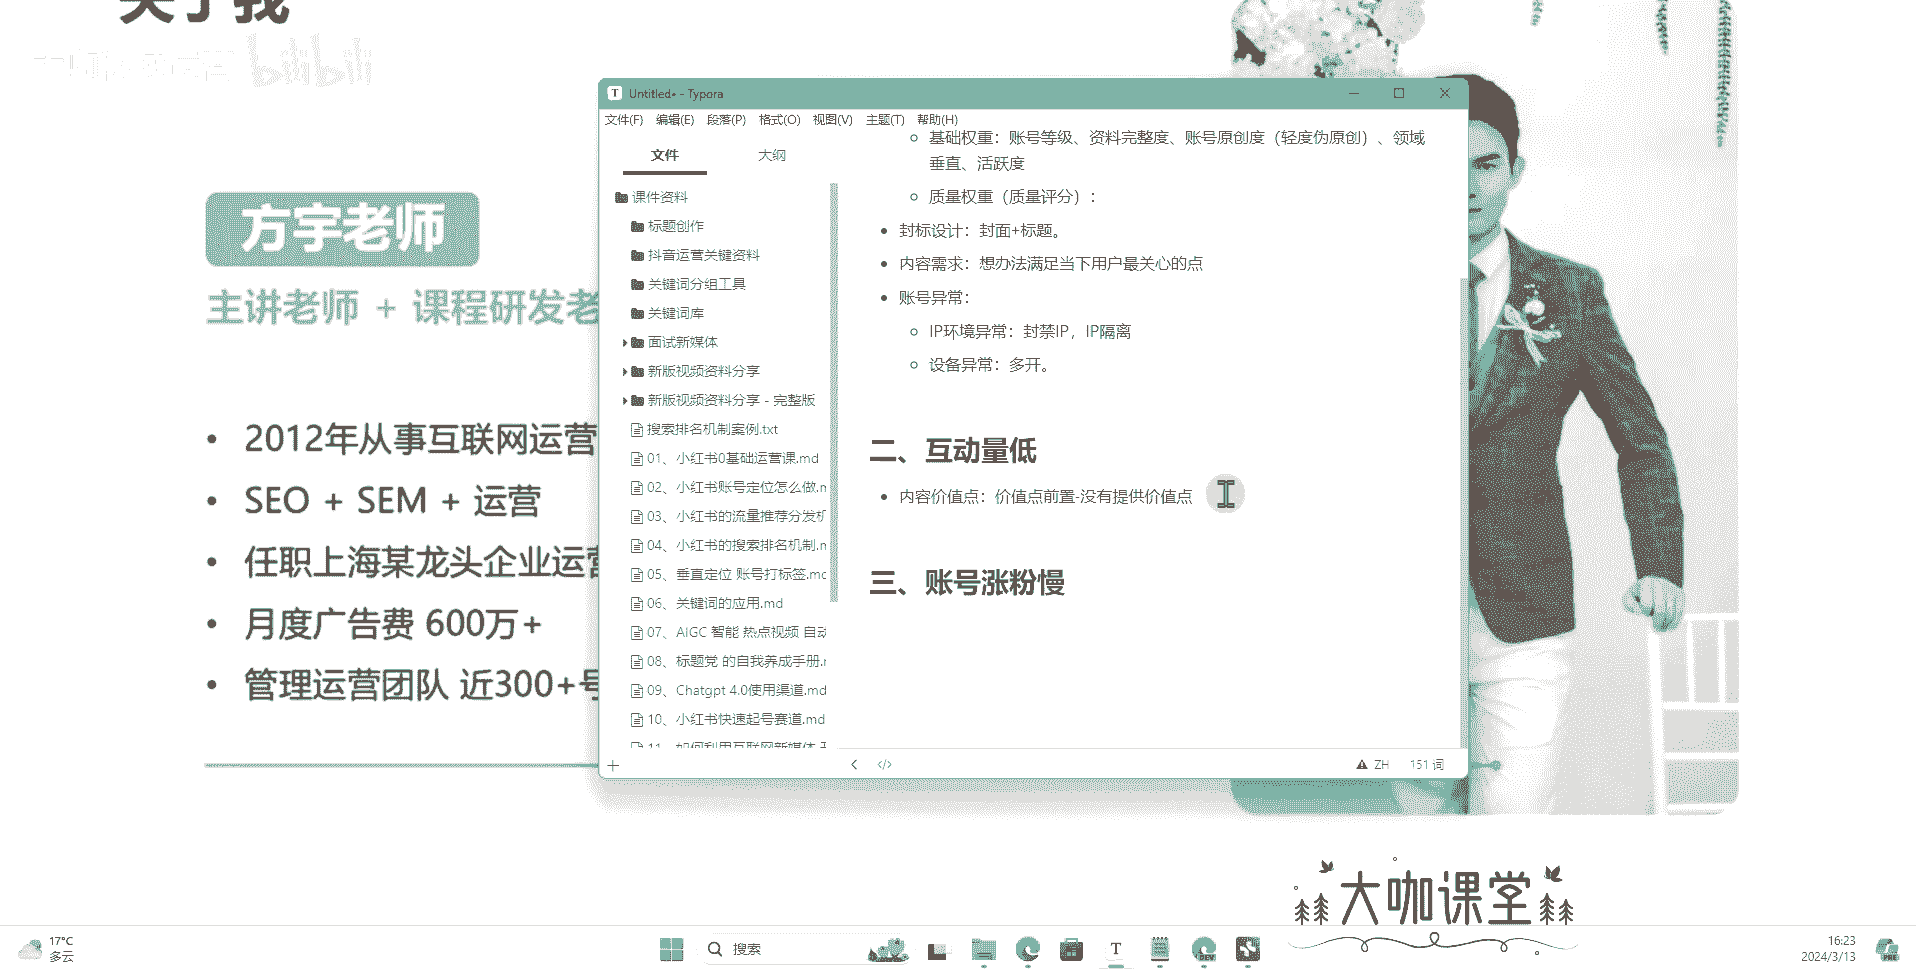 关于我
bilibili
方宇老师
主讲老师 + 课程研发老
2012年从事互联网运营
SEO + SEM + 运营
任职上海某龙头企业运营
月度广告费 600万+
管理运营团队 近300+号
Untitled• - Typora
文件(F) 编辑(E) 段落(P) 格式(O) 视图(V) 主题(T) 帮助(H)
文件 大纲
课件资料
标题创作
抖音运营关键资料
关键词分组工具
关键词库
面试新媒体
新版视频资料分享
新版视频资料分享 - 完整版
搜索排名机制案例.txt
01、小红书0基础运营课.md
02、小红书账号定位怎么做.m
03、小红书的流量推荐分发机
04、小红书的搜索排名机制.m
05、垂直定位 账号打标签.md
06、关键词的应用.md
07、AIGC 智能 热点视频 自动
08、标题党 的自我养成手册.m
09、Chatgpt 4.0使用渠道.md
10、小红书快速起号赛道.md
11、如何利用互联网新媒体
基础权重：账号等级、资料完整度、账号原创度（轻度伪原创）、领域
垂直、活跃度
质量权重（质量评分）：
封标设计：封面+标题。
内容需求：想办法满足当下用户最关心的点
账号异常：
IP环境异常：封禁IP，IP隔离
设备异常：多开。
二、互动量低
内容价值点：价值点前置-没有提供价值点
三、账号涨粉慢
ZH 151 词
大咖课堂
17°C
多云
搜索
DEV
16:23
2024/3/13
PRE